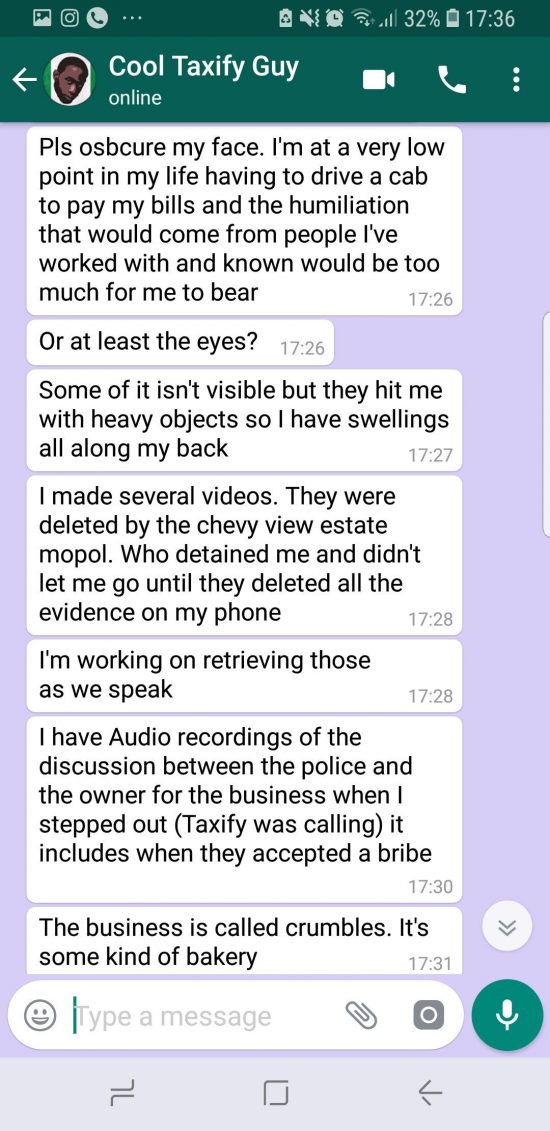 32% 17:36
Cool Taxify Guy
online
Pls osbcure my face. I'm at a very low
point in my life having to drive a cab
to pay my bills and the humiliation
that would come from people I've
worked with and known would be too
much for me to bear
17:26
Or at least the eyes?
17:26
Some of it isn't visible but they hit me
with heavy objects so I have swellings
all along my back
17:27
I made several videos. They were
deleted by the chevy view estate
mopol. Who detained me and didn't
let me go until they deleted all the
evidence on my phone
17:28
I'm working on retrieving those
as we speak
17:28
I have Audio recordings of the
discussion between the police and
the owner for the business when I
stepped out (Taxify was calling) it
includes when they accepted a bribe
17:30
The business is called crumbles. It's
some kind of bakery
17:31
Type a message